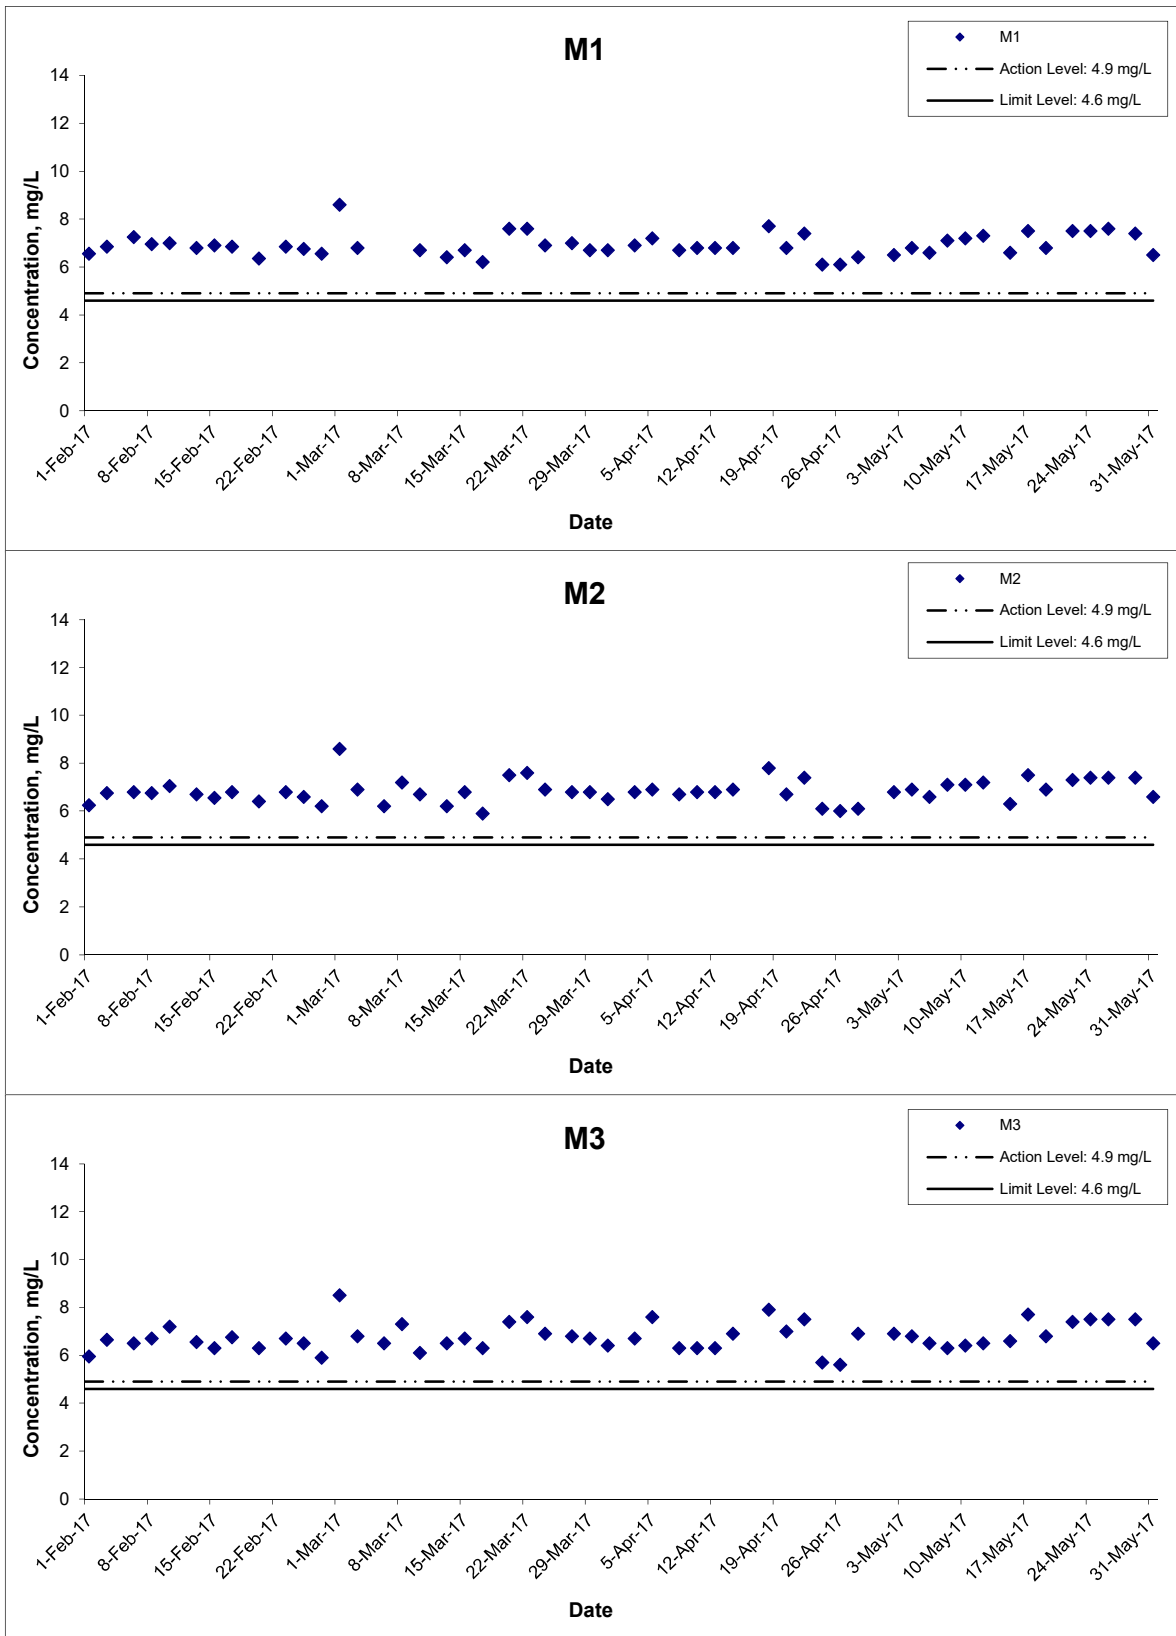 M1
M1
Action Level: 4.9 mg/L
Limit Level: 4.6 mg/L
Concentration, mg/L
14
12
10
8
6
4
2
0
1-Feb-17
8-Feb-17
15-Feb-17
22-Feb-17
1-Mar-17
8-Mar-17
15-Mar-17
22-Mar-17
29-Mar-17
5-Apr-17
12-Apr-17
19-Apr-17
26-Apr-17
3-May-17
10-May-17
17-May-17
24-May-17
31-May-17
Date
M2
M2
Action Level: 4.9 mg/L
Limit Level: 4.6 mg/L
Concentration, mg/L
14
12
10
8
6
4
2
0
1-Feb-17
8-Feb-17
15-Feb-17
22-Feb-17
1-Mar-17
8-Mar-17
15-Mar-17
22-Mar-17
29-Mar-17
5-Apr-17
12-Apr-17
19-Apr-17
26-Apr-17
3-May-17
10-May-17
17-May-17
24-May-17
31-May-17
Date
M3
M3
Action Level: 4.9 mg/L
Limit Level: 4.6 mg/L
Concentration, mg/L
14
12
10
8
6
4
2
0
1-Feb-17
8-Feb-17
15-Feb-17
22-Feb-17
1-Mar-17
8-Mar-17
15-Mar-17
22-Mar-17
29-Mar-17
5-Apr-17
12-Apr-17
19-Apr-17
26-Apr-17
3-May-17
10-May-17
17-May-17
24-May-17
31-May-17
Date